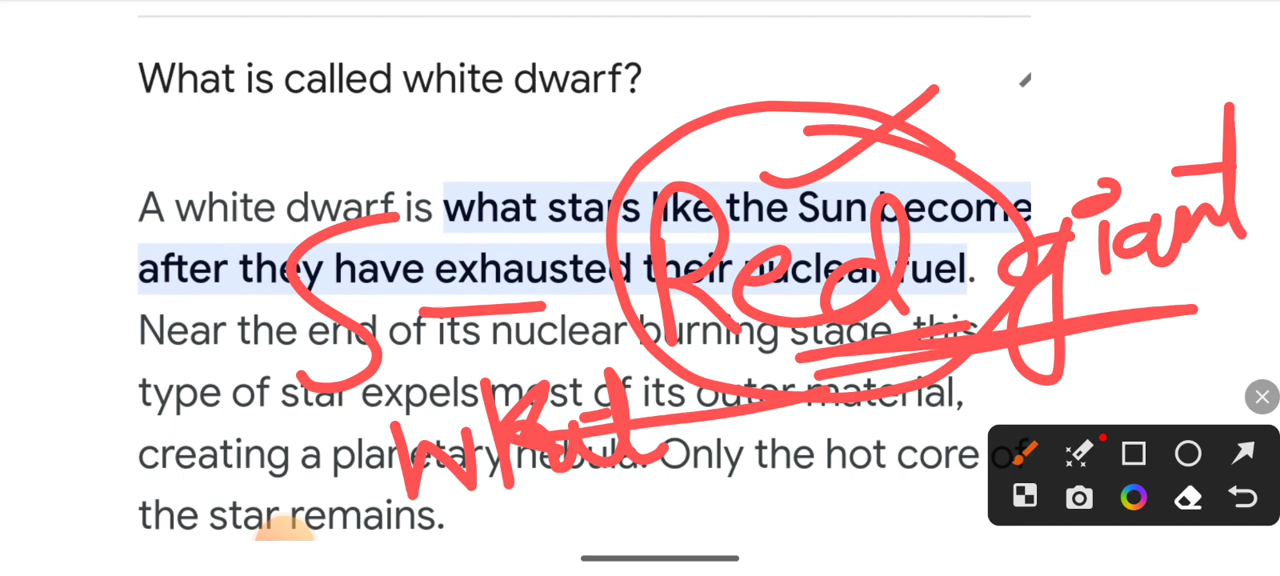 What is called white dwarf?
A white dwarf is what stars like the Sun become
after they have exhausted their nuclear fuel.
S - Red giant
Near the end of its nuclear burning stage, this
type of star expels most of its outer material,
What
creating a planetary nebula. Only the hot core of
the star remains.